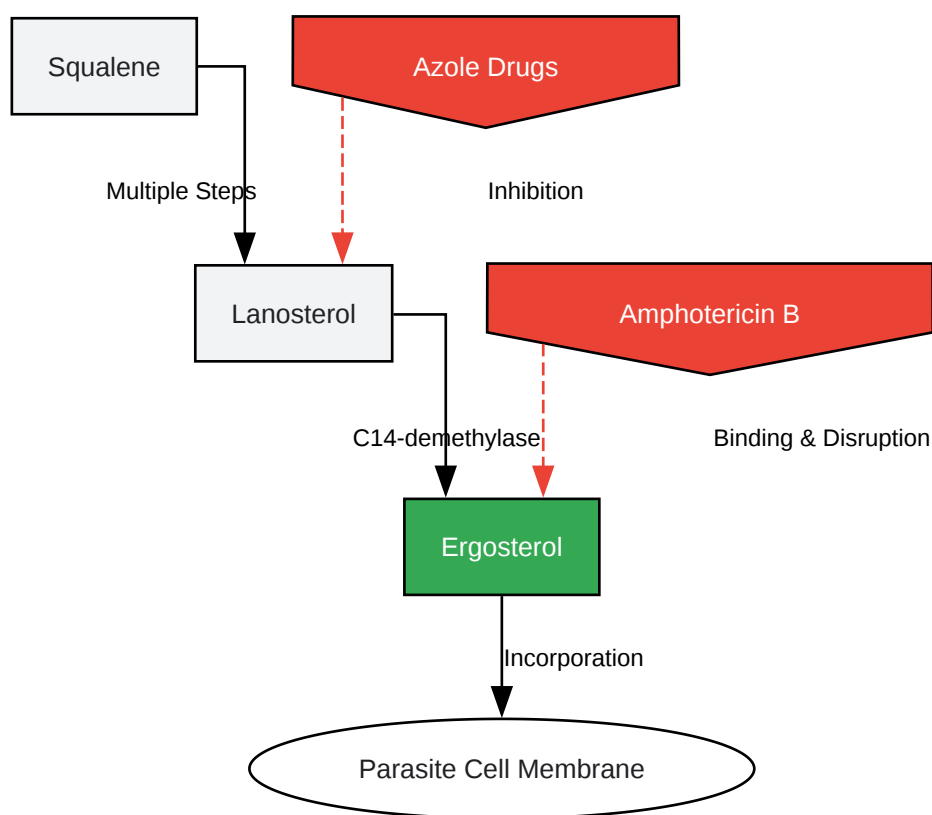 Squalene
Azole Drugs
Multiple Steps
Inhibition
Lanosterol
Amphotericin B
C14-demethylase
Binding & Disruption
Ergosterol
Incorporation
Parasite Cell Membrane